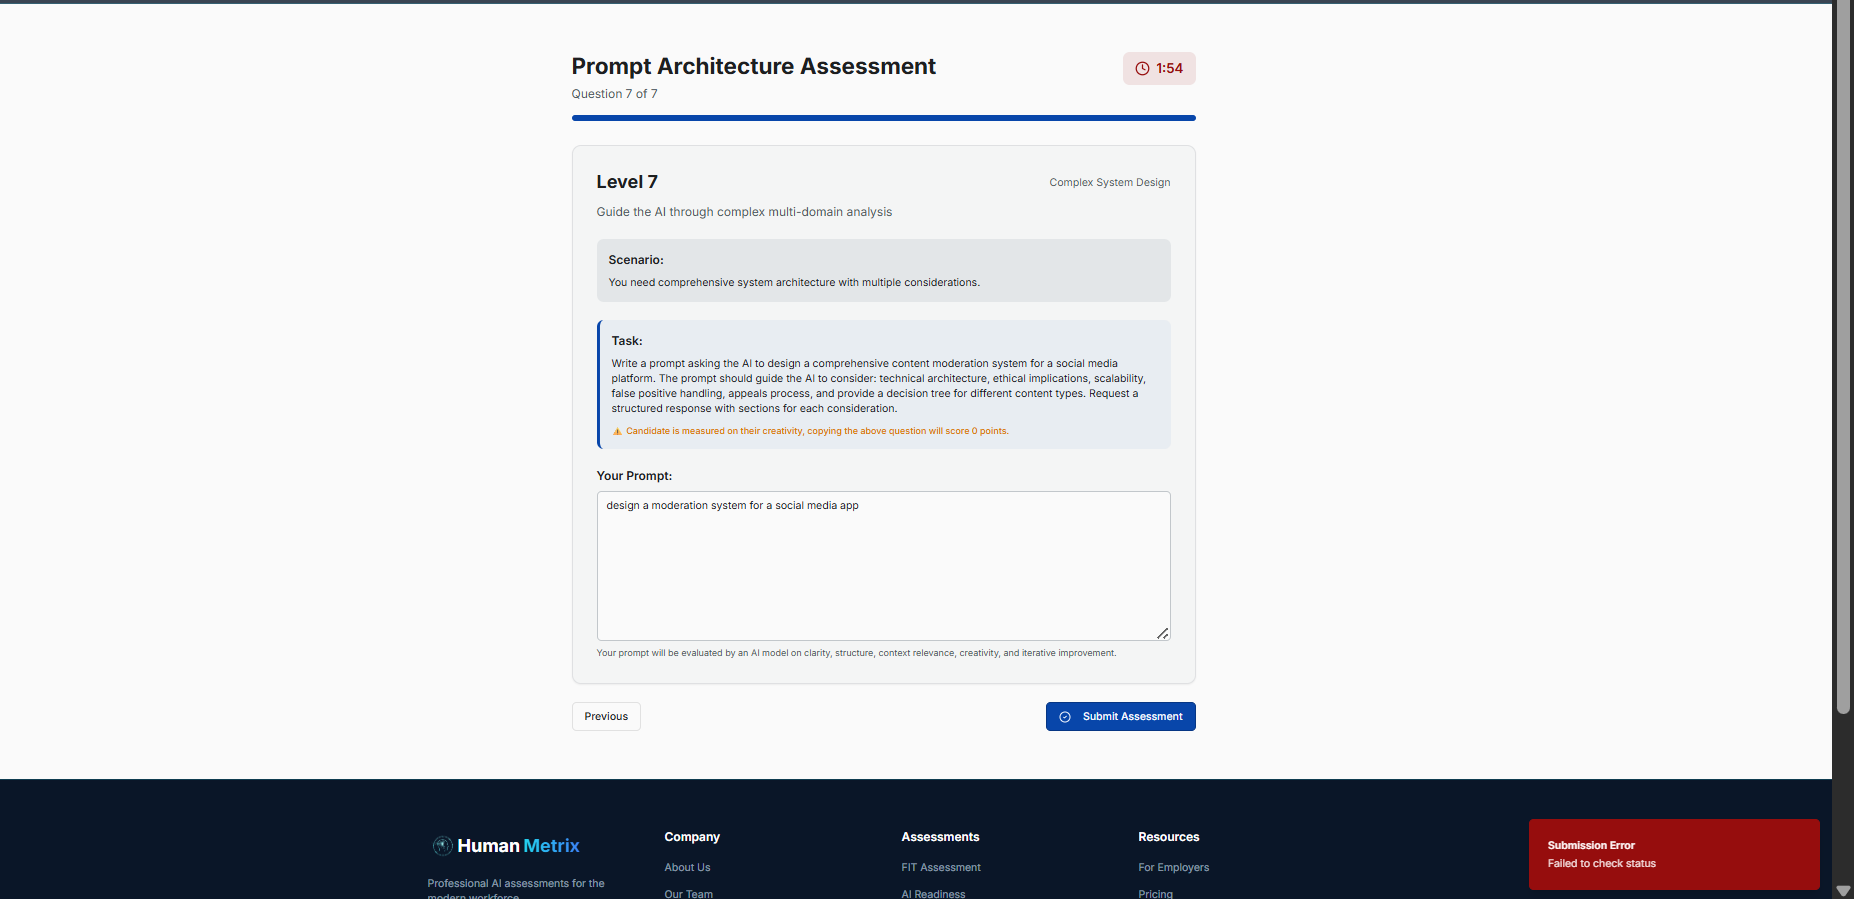 Prompt Architecture Assessment
1:54
Question 7 of 7
Level 7
Complex System Design
Guide the AI through complex multi-domain analysis
Scenario:
You need comprehensive system architecture with multiple considerations.
Task:
Write a prompt asking the AI to design a comprehensive content moderation system for a social media
platform. The prompt should guide the AI to consider: technical architecture, ethical implications, scalability,
false positive handling, appeals process, and provide a decision tree for different content types. Request a
structured response with sections for each consideration.
Candidate is measured on their creativity, copying the above question will score 0 points.
Your Prompt:
design a moderation system for a social media app
Your prompt will be evaluated by an AI model on clarity, structure, context relevance, creativity, and iterative improvement.
Previous
Submit Assessment
Human Metrix
Professional AI assessments for the
modern workforce
Company
About Us
Our Team
Assessments
FIT Assessment
AI Readiness
Resources
For Employers
Pricing
Submission Error
Failed to check status